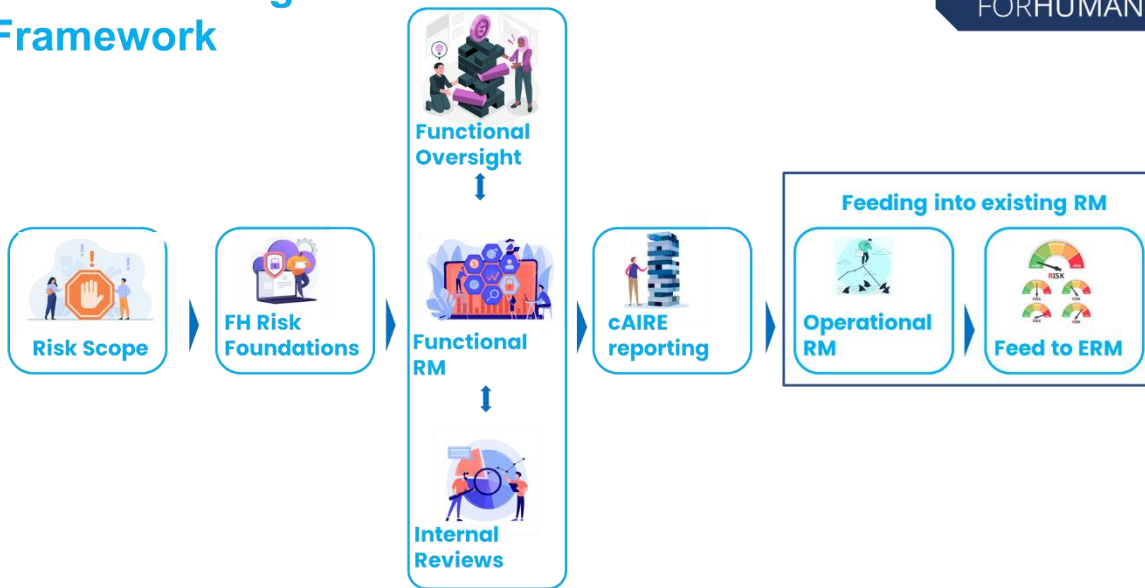 Framework
FORHUMAN
Functional
Oversight
Risk Scope
FH Risk
Foundations
Functional
RM
Internal
Reviews
cAIRE
reporting
Feeding into existing RM
Operational
RM
RISK
Feed to ERM